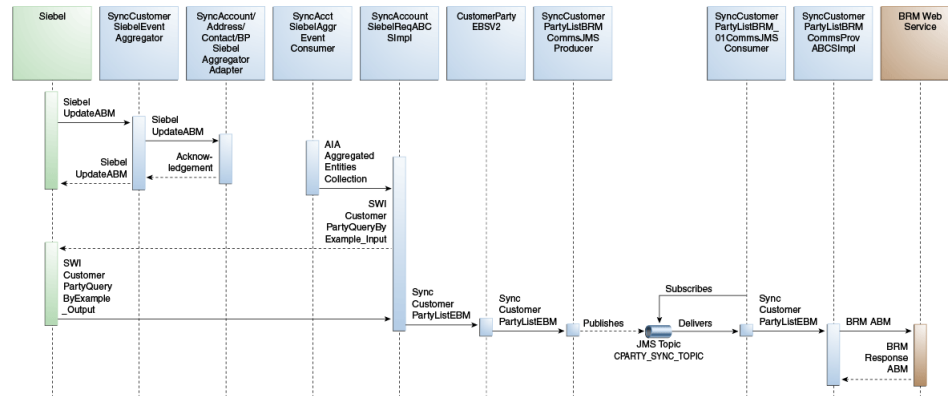 Siebel
SyncCustomer
SiebelEvent
Aggregator
SyncAccount/
Address/
Contact/BP
Siebel
Aggregator
Adapter
SyncAcct
SiebelAggr
Event
Consumer
SyncAccount
SiebelReqABC
SImpl
CustomerParty
EBSV2
SyncCustomer
PartyListBRM
CommsJMS
Producer
SyncCustomer
PartyListBRM_
01CommsJMS
Consumer
SyncCustomer
PartyListBRM
CommsProv
ABCSImpl
BRM Web
Service
Siebel
UpdateABM
Siebel
UpdateABM
Siebel
UpdateABM
Acknow-
ledgement
AIA
Aggregated
Entities
Collection
SWI
Customer
PartyQueryBy
Example_Input
SWI
Customer
PartyQuery
ByExample
_Output
Sync
Customer
PartyListEBM
Sync
Customer
PartyListEBM
Publishes
Subscribes
Delivers
JMS Topic
CPARTY_SYNC_TOPIC
Sync
Customer
PartyListEBM
BRM ABM
BRM
Response
ABM